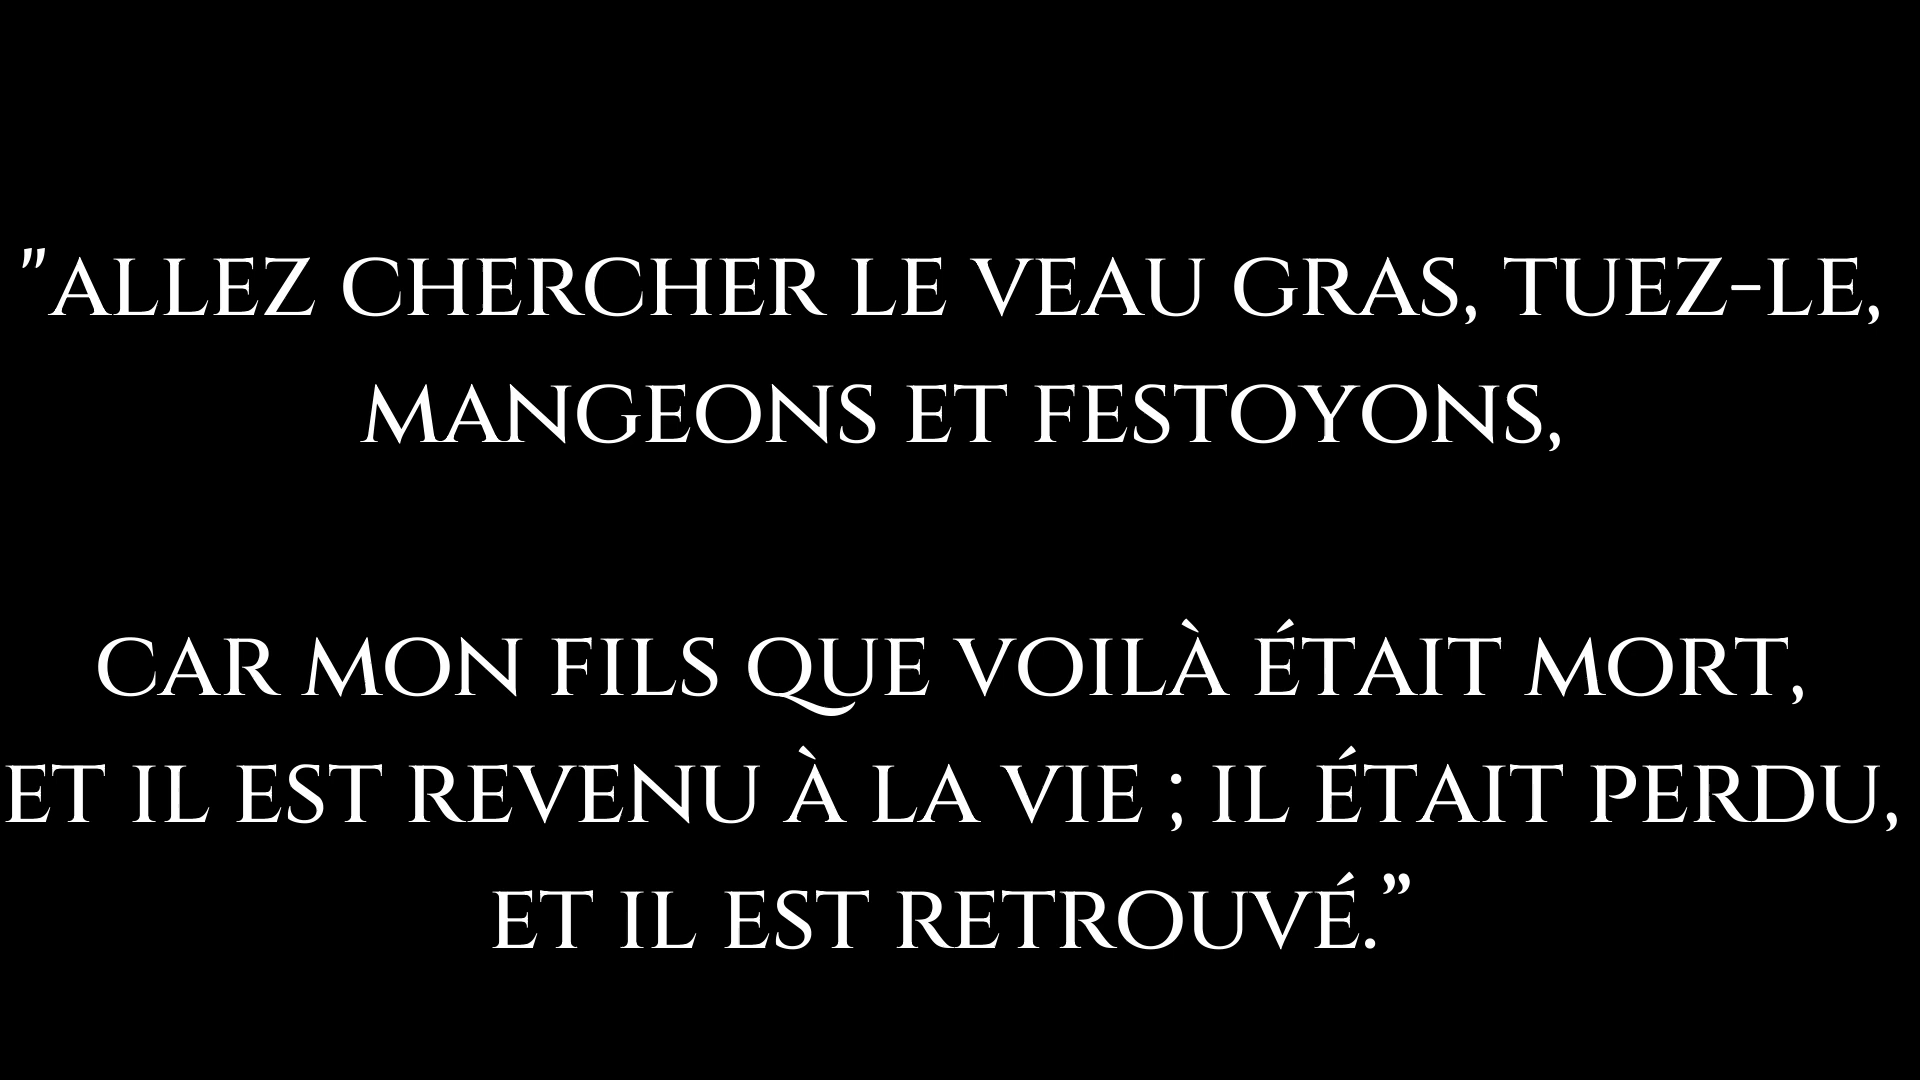 "ALLEZ CHERCHER LE VEAU GRAS, TUEZ-LE,
MANGEONS ET FESTOYONS,
CAR MON FILS QUE VOILÀ ÉTAIT MORT,
ET IL EST REVENU À LA VIE ; IL ÉTAIT PERDU,
ET IL EST RETROUVÉ.”